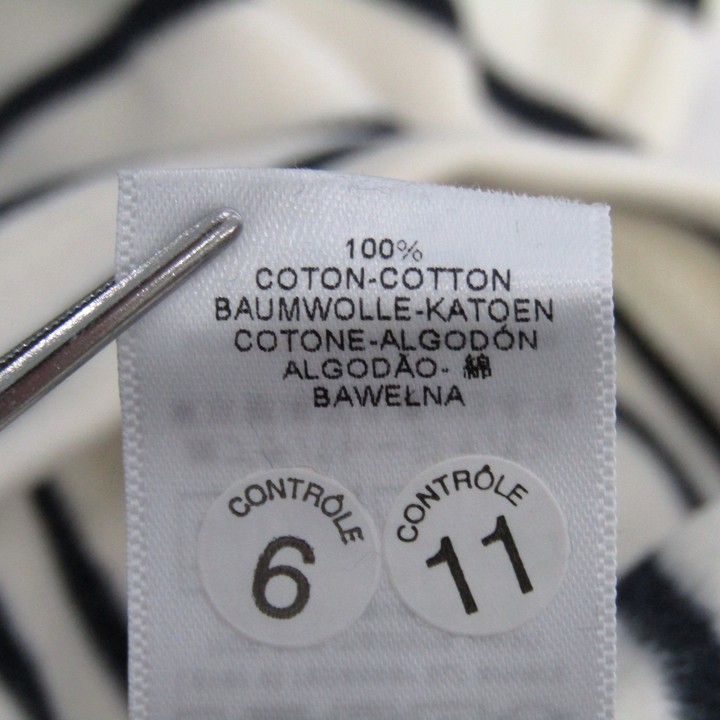 100%
COTON-COTTON
BAUMWOLLE-KATOEN
COTONE-ALGODÓN
ALGODÃO- 綿
BAWEŁNA
CONTRÔLE
6
CONTRÔLE
11